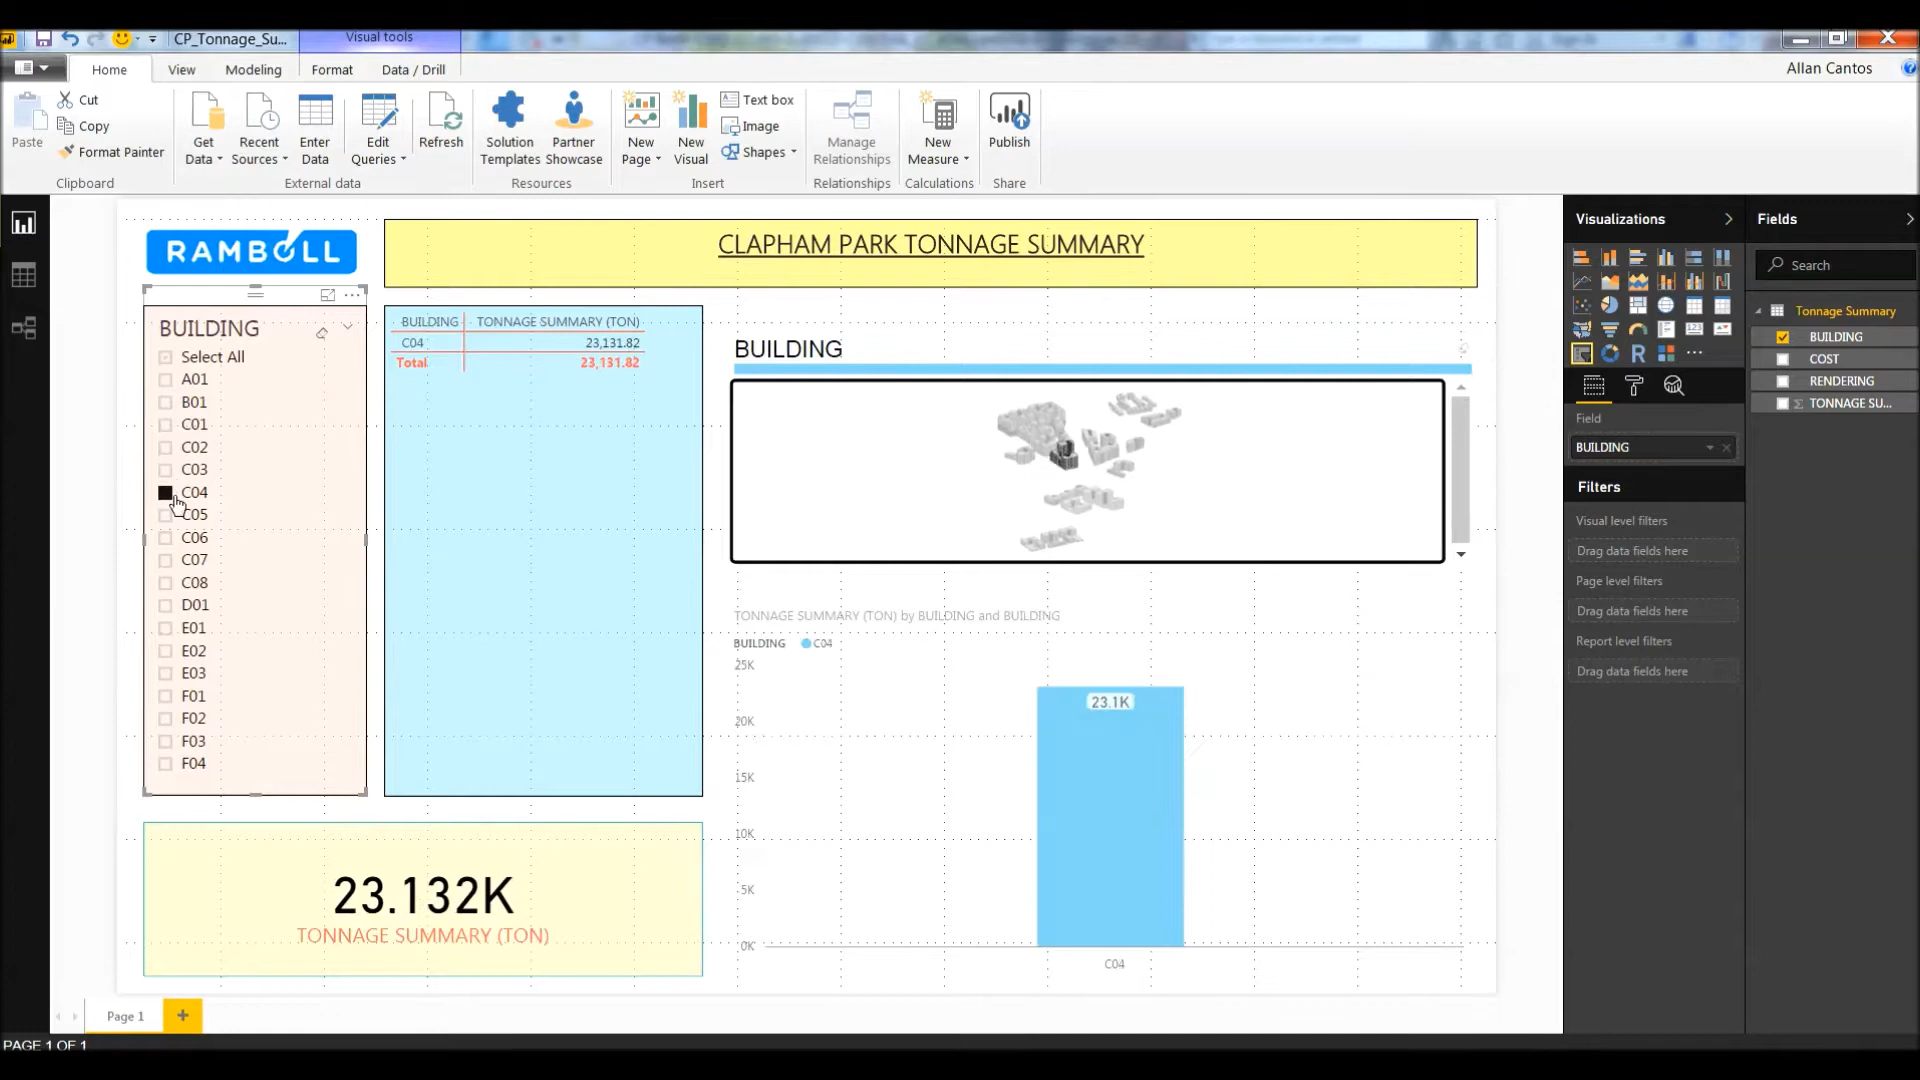 CP_Tonnage_Su...
Visual tools
Home
View
Modeling
Format
Data / Drill
Allan Cantos
Paste
Cut
Copy
Format Painter
Clipboard
Get Data
Recent Sources
Enter Data
Edit Queries
Refresh
External data
Solution Templates
Partner Showcase
Resources
New Page
New Visual
Text box
Image
Shapes
Insert
Manage Relationships
Relationships
New Measure
Calculations
Publish
Share
RAMBOLL
CLAPHAM PARK TONNAGE SUMMARY
BUILDING
Select All
A01
B01
C01
C02
C03
C04
C05
C06
C07
C08
D01
E01
E02
E03
F01
F02
F03
F04
BUILDING TONNAGE SUMMARY (TON)
C04 23,131.82
Total 23,131.82
23.132K
TONNAGE SUMMARY (TON)
BUILDING
TONNAGE SUMMARY (TON) by BUILDING and BUILDING
BUILDING C04
25K
20K
15K
10K
5K
0K
23.1K
C04
Visualizations
Field
BUILDING
Filters
Visual level filters
Drag data fields here
Page level filters
Drag data fields here
Report level filters
Drag data fields here
Fields
Search
Tonnage Summary
BUILDING
COST
RENDERING
Σ TONNAGE SU...
Page 1
PAGE 1 OF 1